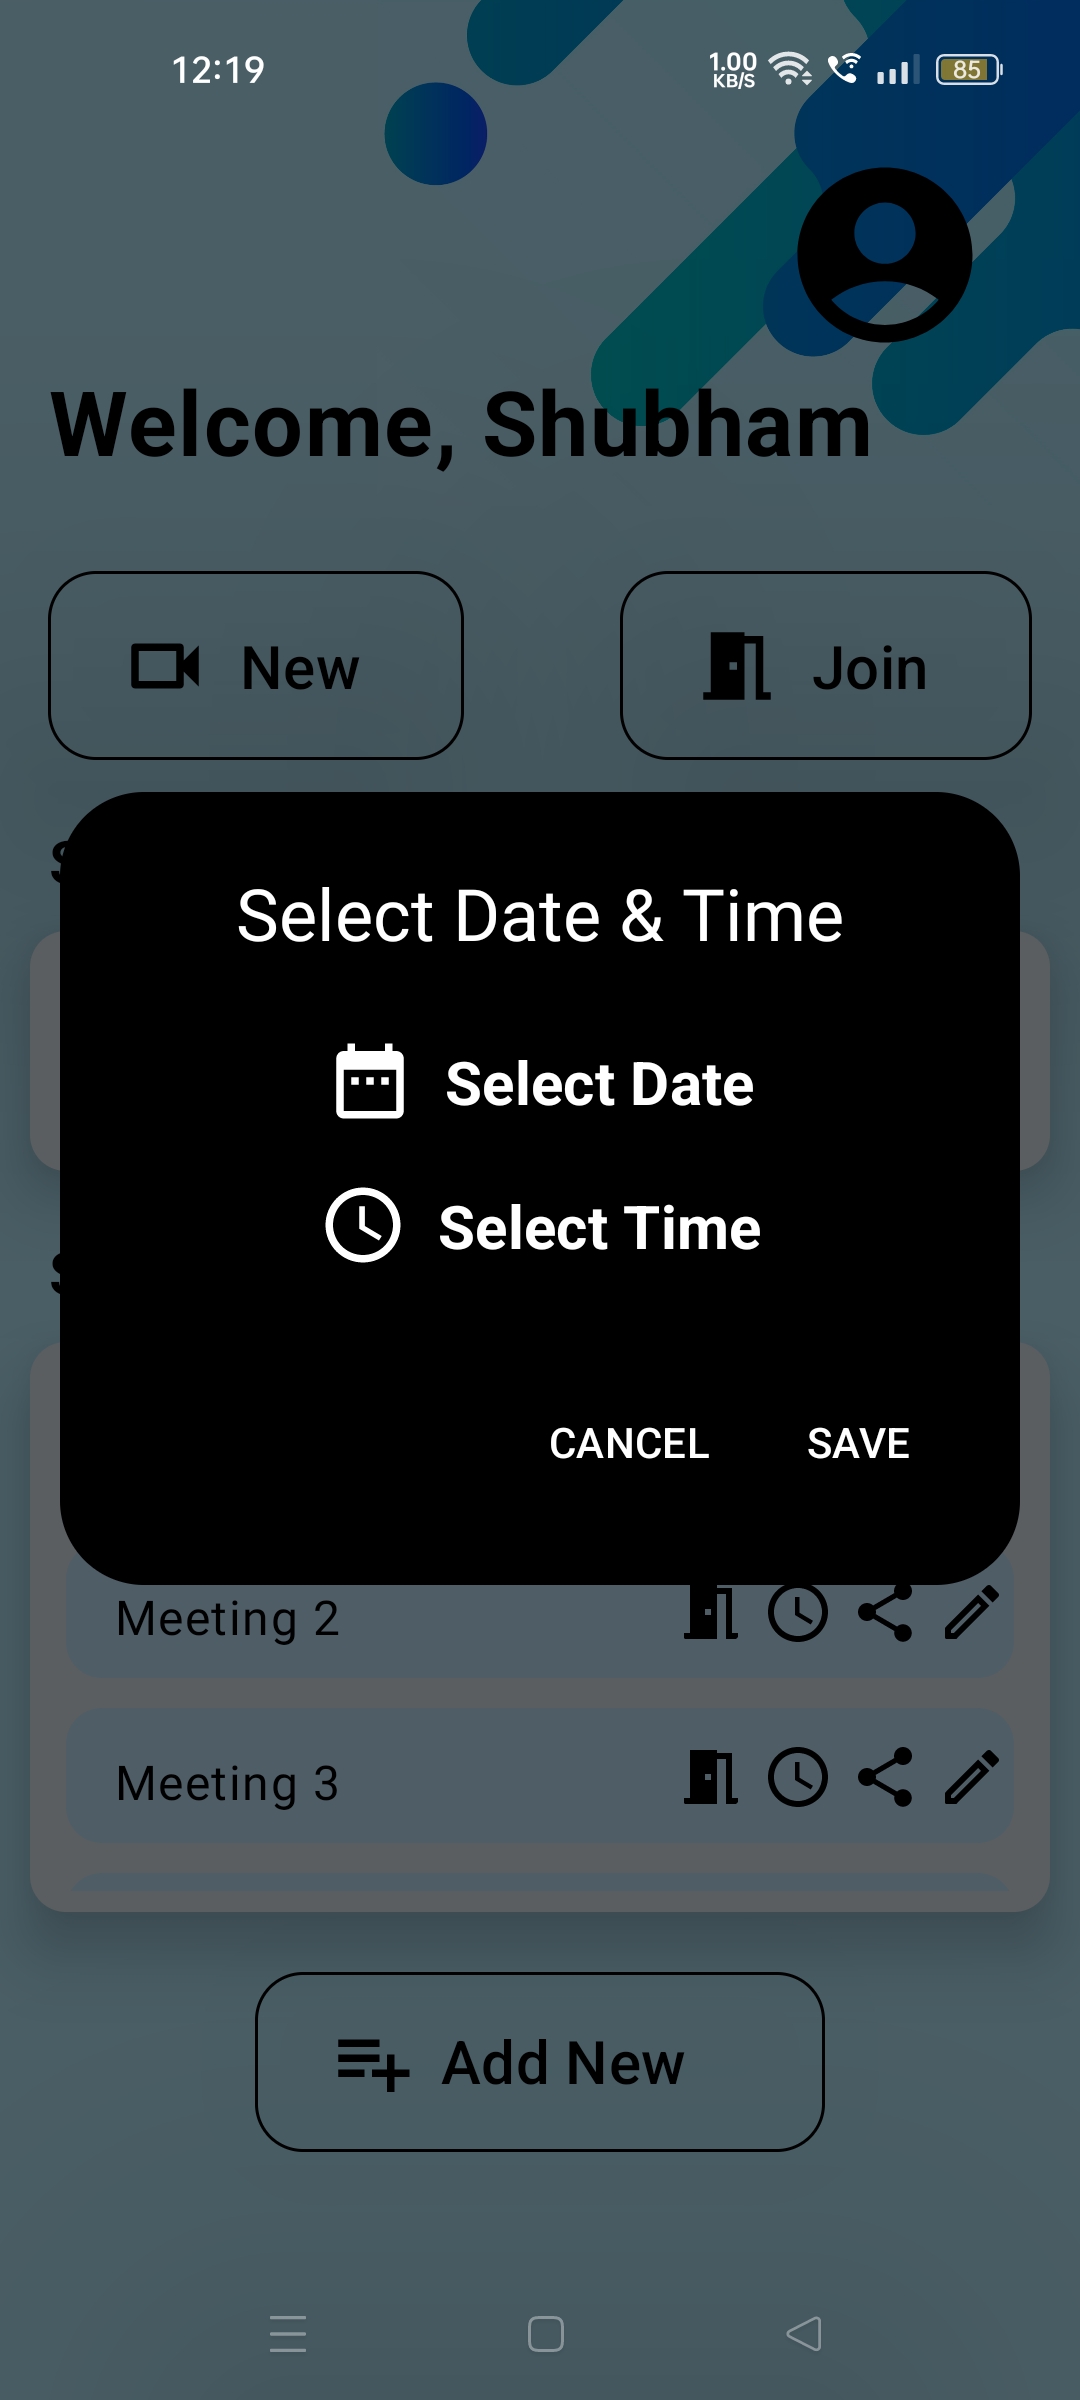 12:19
1.00
KB/S
85
Welcome, Shubham
New
Join
Select Date & Time
Select Date
Select Time
CANCEL
SAVE
Meeting 2
Meeting 3
Add New